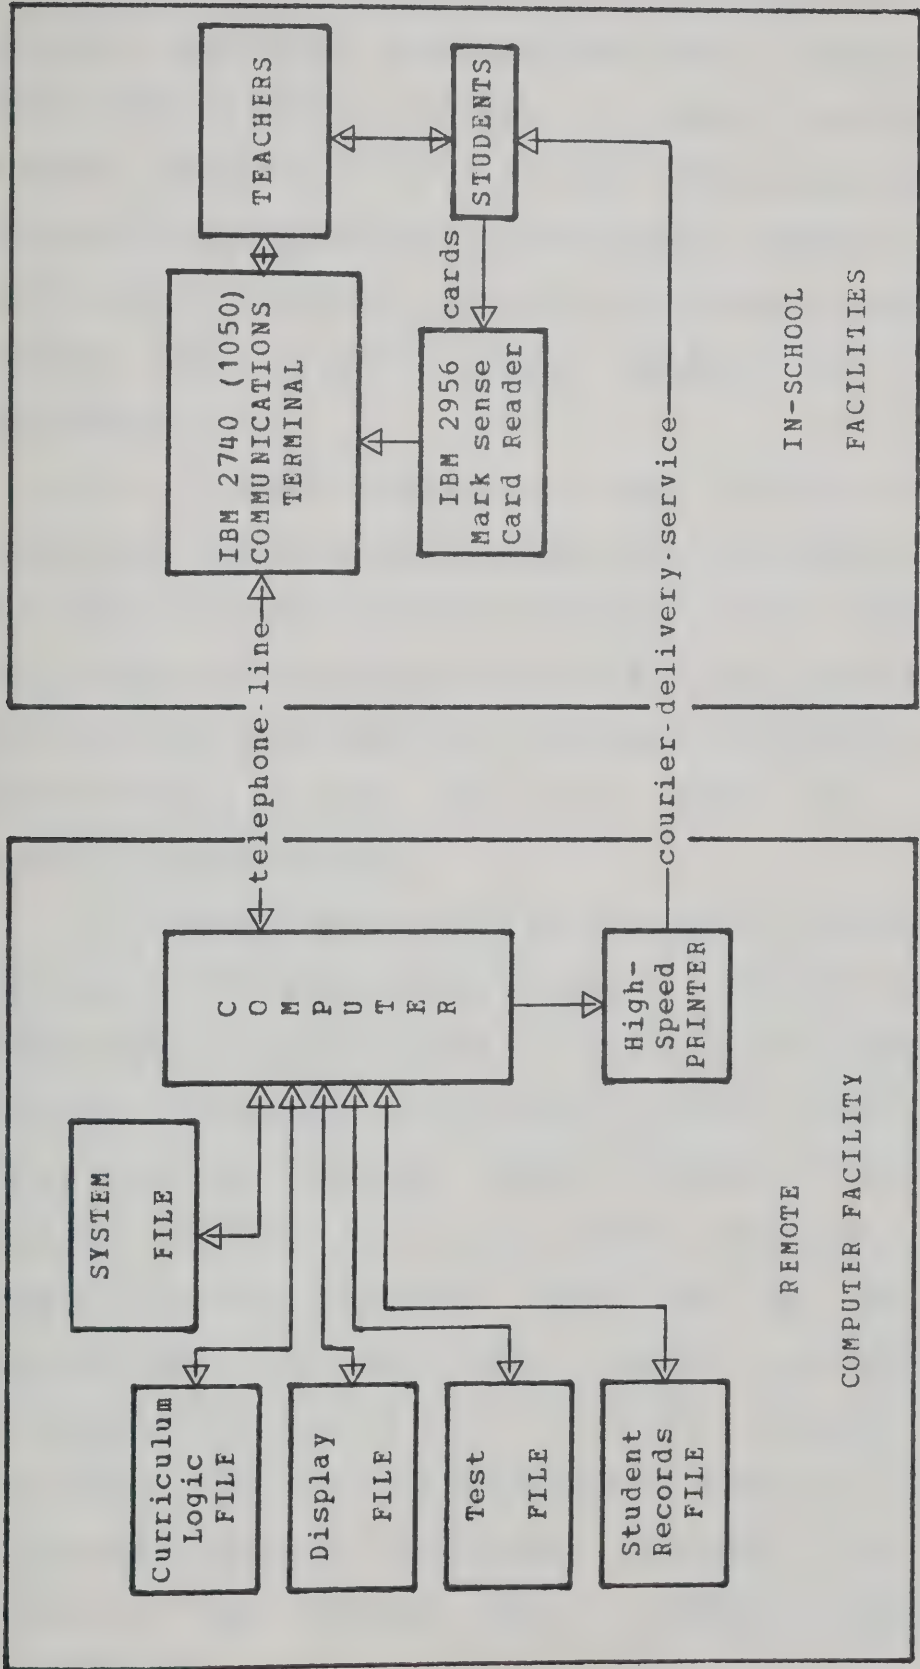 SYSTEM
FILE
Curriculum
Logic
FILE
Display
FILE
Test
FILE
Student
Records
FILE
C
O
M
P
U
T
E
R
High-
Speed
PRINTER
REMOTE
COMPUTER FACILITY
telephone-line
courier-delivery-service
IBM 2740 (1050)
COMMUNICATIONS
TERMINAL
TEACHERS
IBM 2956
Mark sense
Card Reader
cards
STUDENTS
IN-SCHOOL
FACILITIES